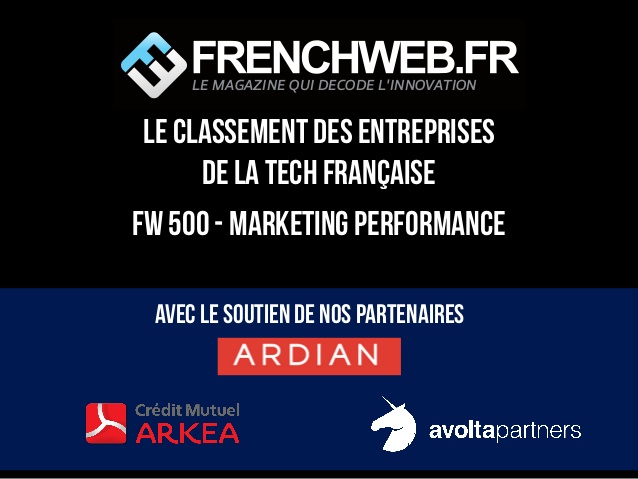 FRENCHWEB.FR
LE MAGAZINE QUI DECODE L'INNOVATION
LE CLASSEMENT DES ENTREPRISES
DE LA TECH FRANÇAISE
FW 500 - MARKETING PERFORMANCE
AVEC LE SOUTIEN DE NOS PARTENAIRES
ARDIAN
Crédit Mutuel
ARKEA
avoltapartners